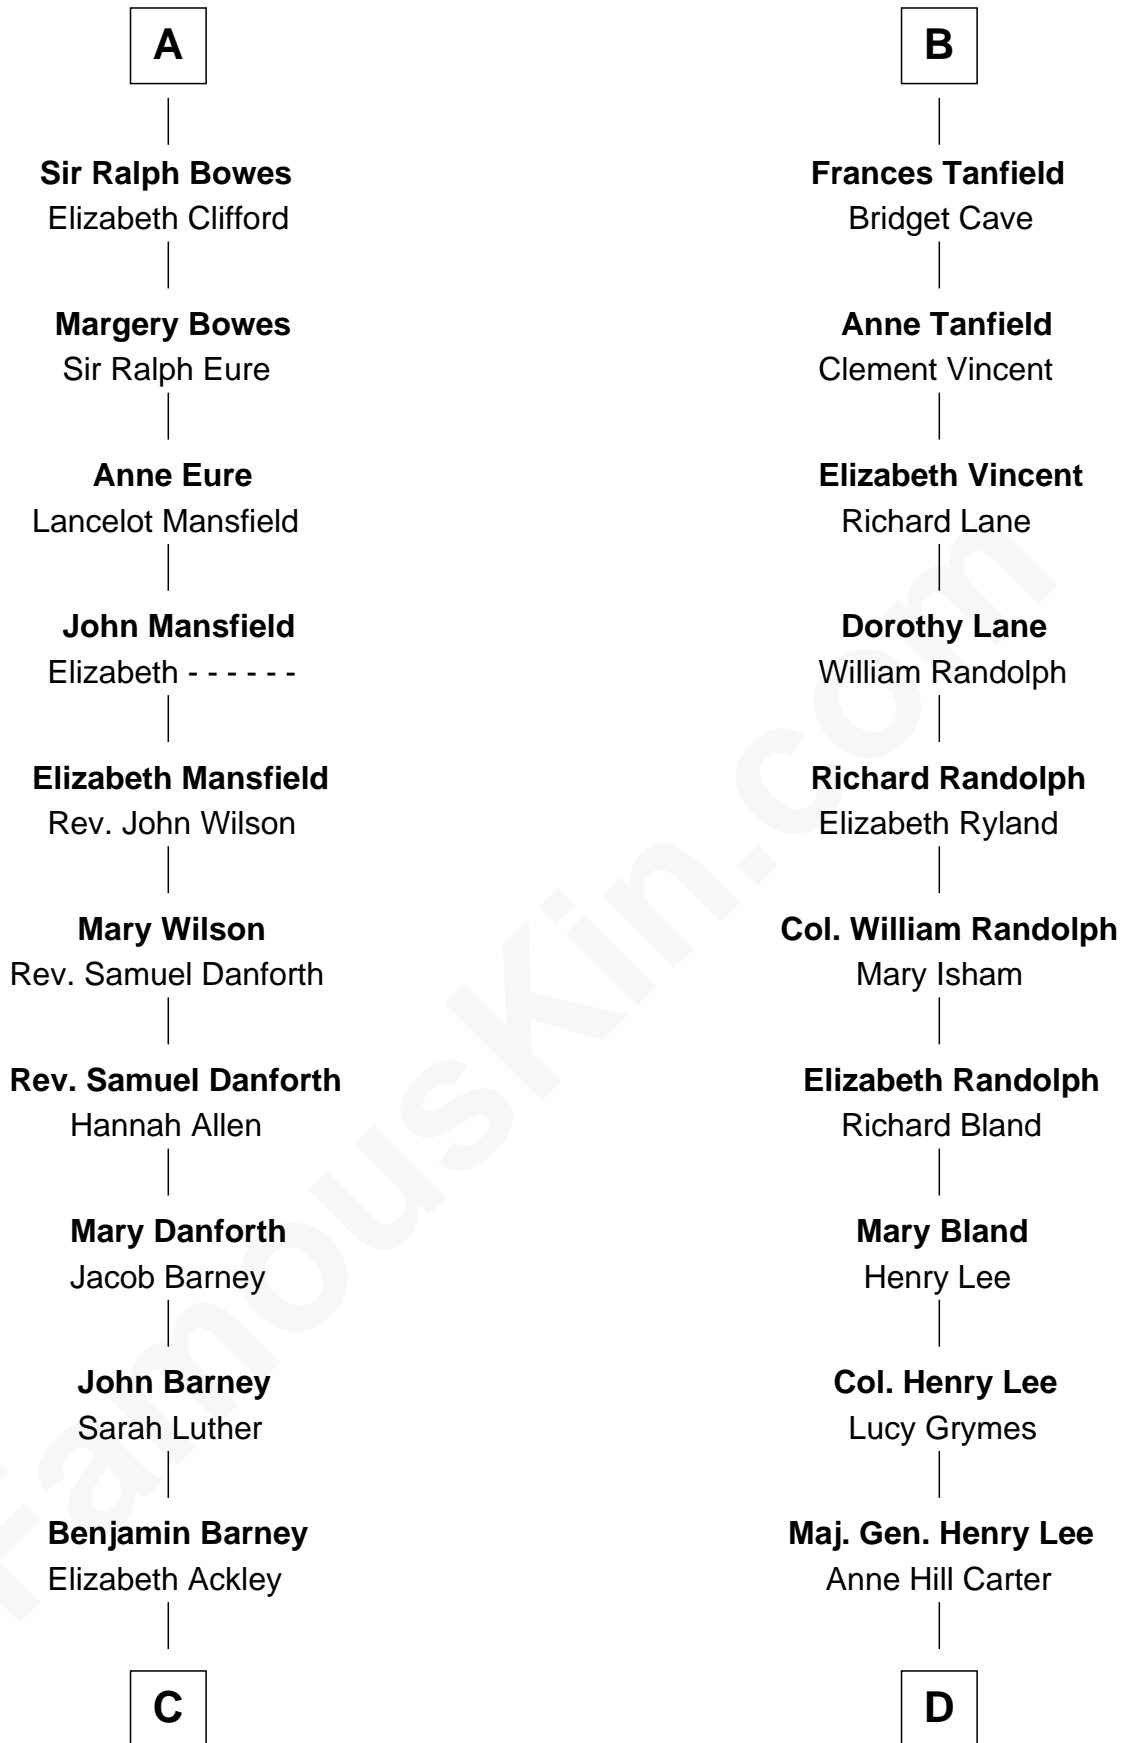 A
Sir Ralph Bowes
Elizabeth Clifford
Margery Bowes
Sir Ralph Eure
Anne Eure
Lancelot Mansfield
John Mansfield
Elizabeth - - - - - -
Elizabeth Mansfield
Rev. John Wilson
Mary Wilson
Rev. Samuel Danforth
Rev. Samuel Danforth
Hannah Allen
Mary Danforth
Jacob Barney
John Barney
Sarah Luther
Benjamin Barney
Elizabeth Ackley
C
B
Frances Tanfield
Bridget Cave
Anne Tanfield
Clement Vincent
Elizabeth Vincent
Richard Lane
Dorothy Lane
William Randolph
Richard Randolph
Elizabeth Ryland
Col. William Randolph
Mary Isham
Elizabeth Randolph
Richard Bland
Mary Bland
Henry Lee
Col. Henry Lee
Lucy Grymes
Maj. Gen. Henry Lee
Anne Hill Carter
D
FamousKin.com